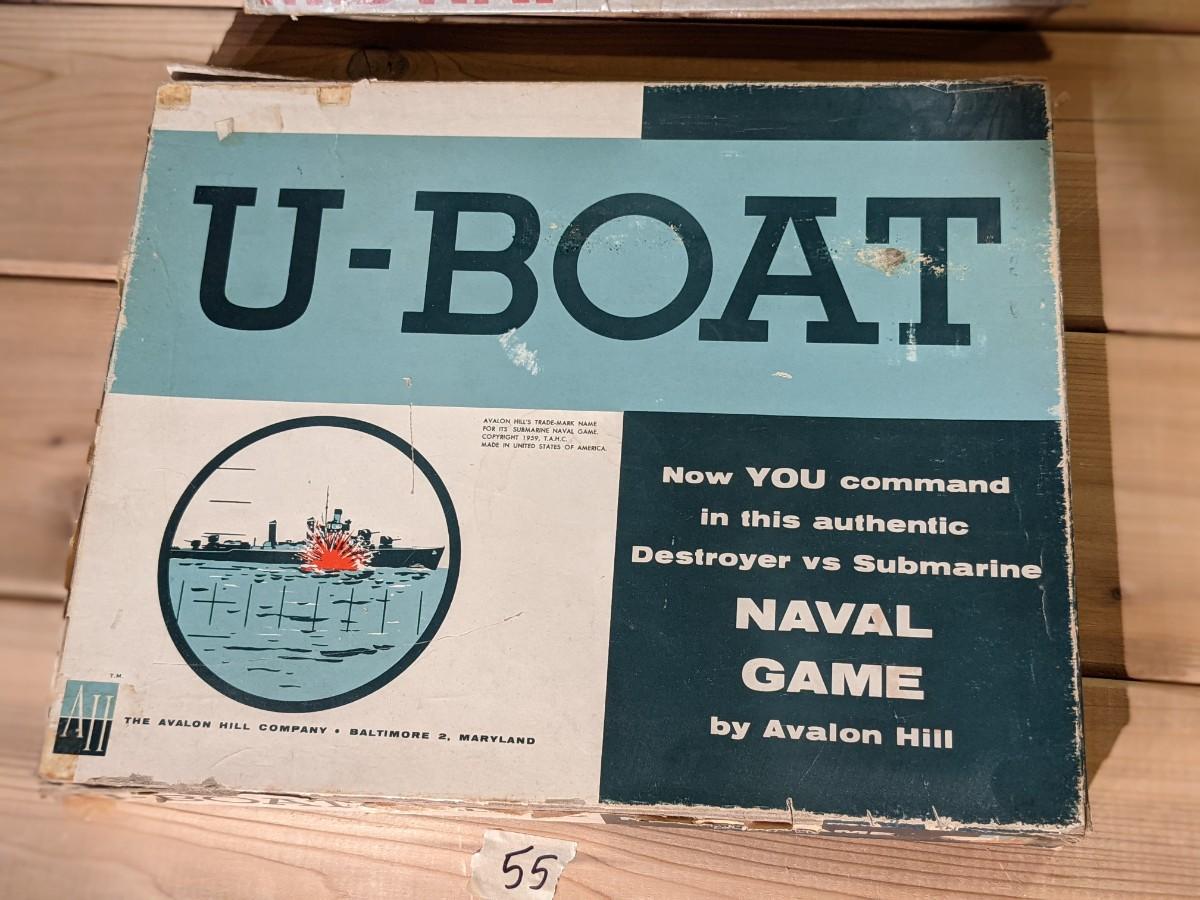 U-BOAT
AVALON HILL'S TRADE-MARK NAME
FOR ITS SUBMARINE NAVAL GAME.
COPYRIGHT 1959, T.A.H.C.
MADE IN UNITED STATES OF AMERICA.
Now YOU command
in this authentic
Destroyer vs Submarine
NAVAL
GAME
by Avalon Hill
T.M.
AH
THE AVALON HILL COMPANY • BALTIMORE 2, MARYLAND
55